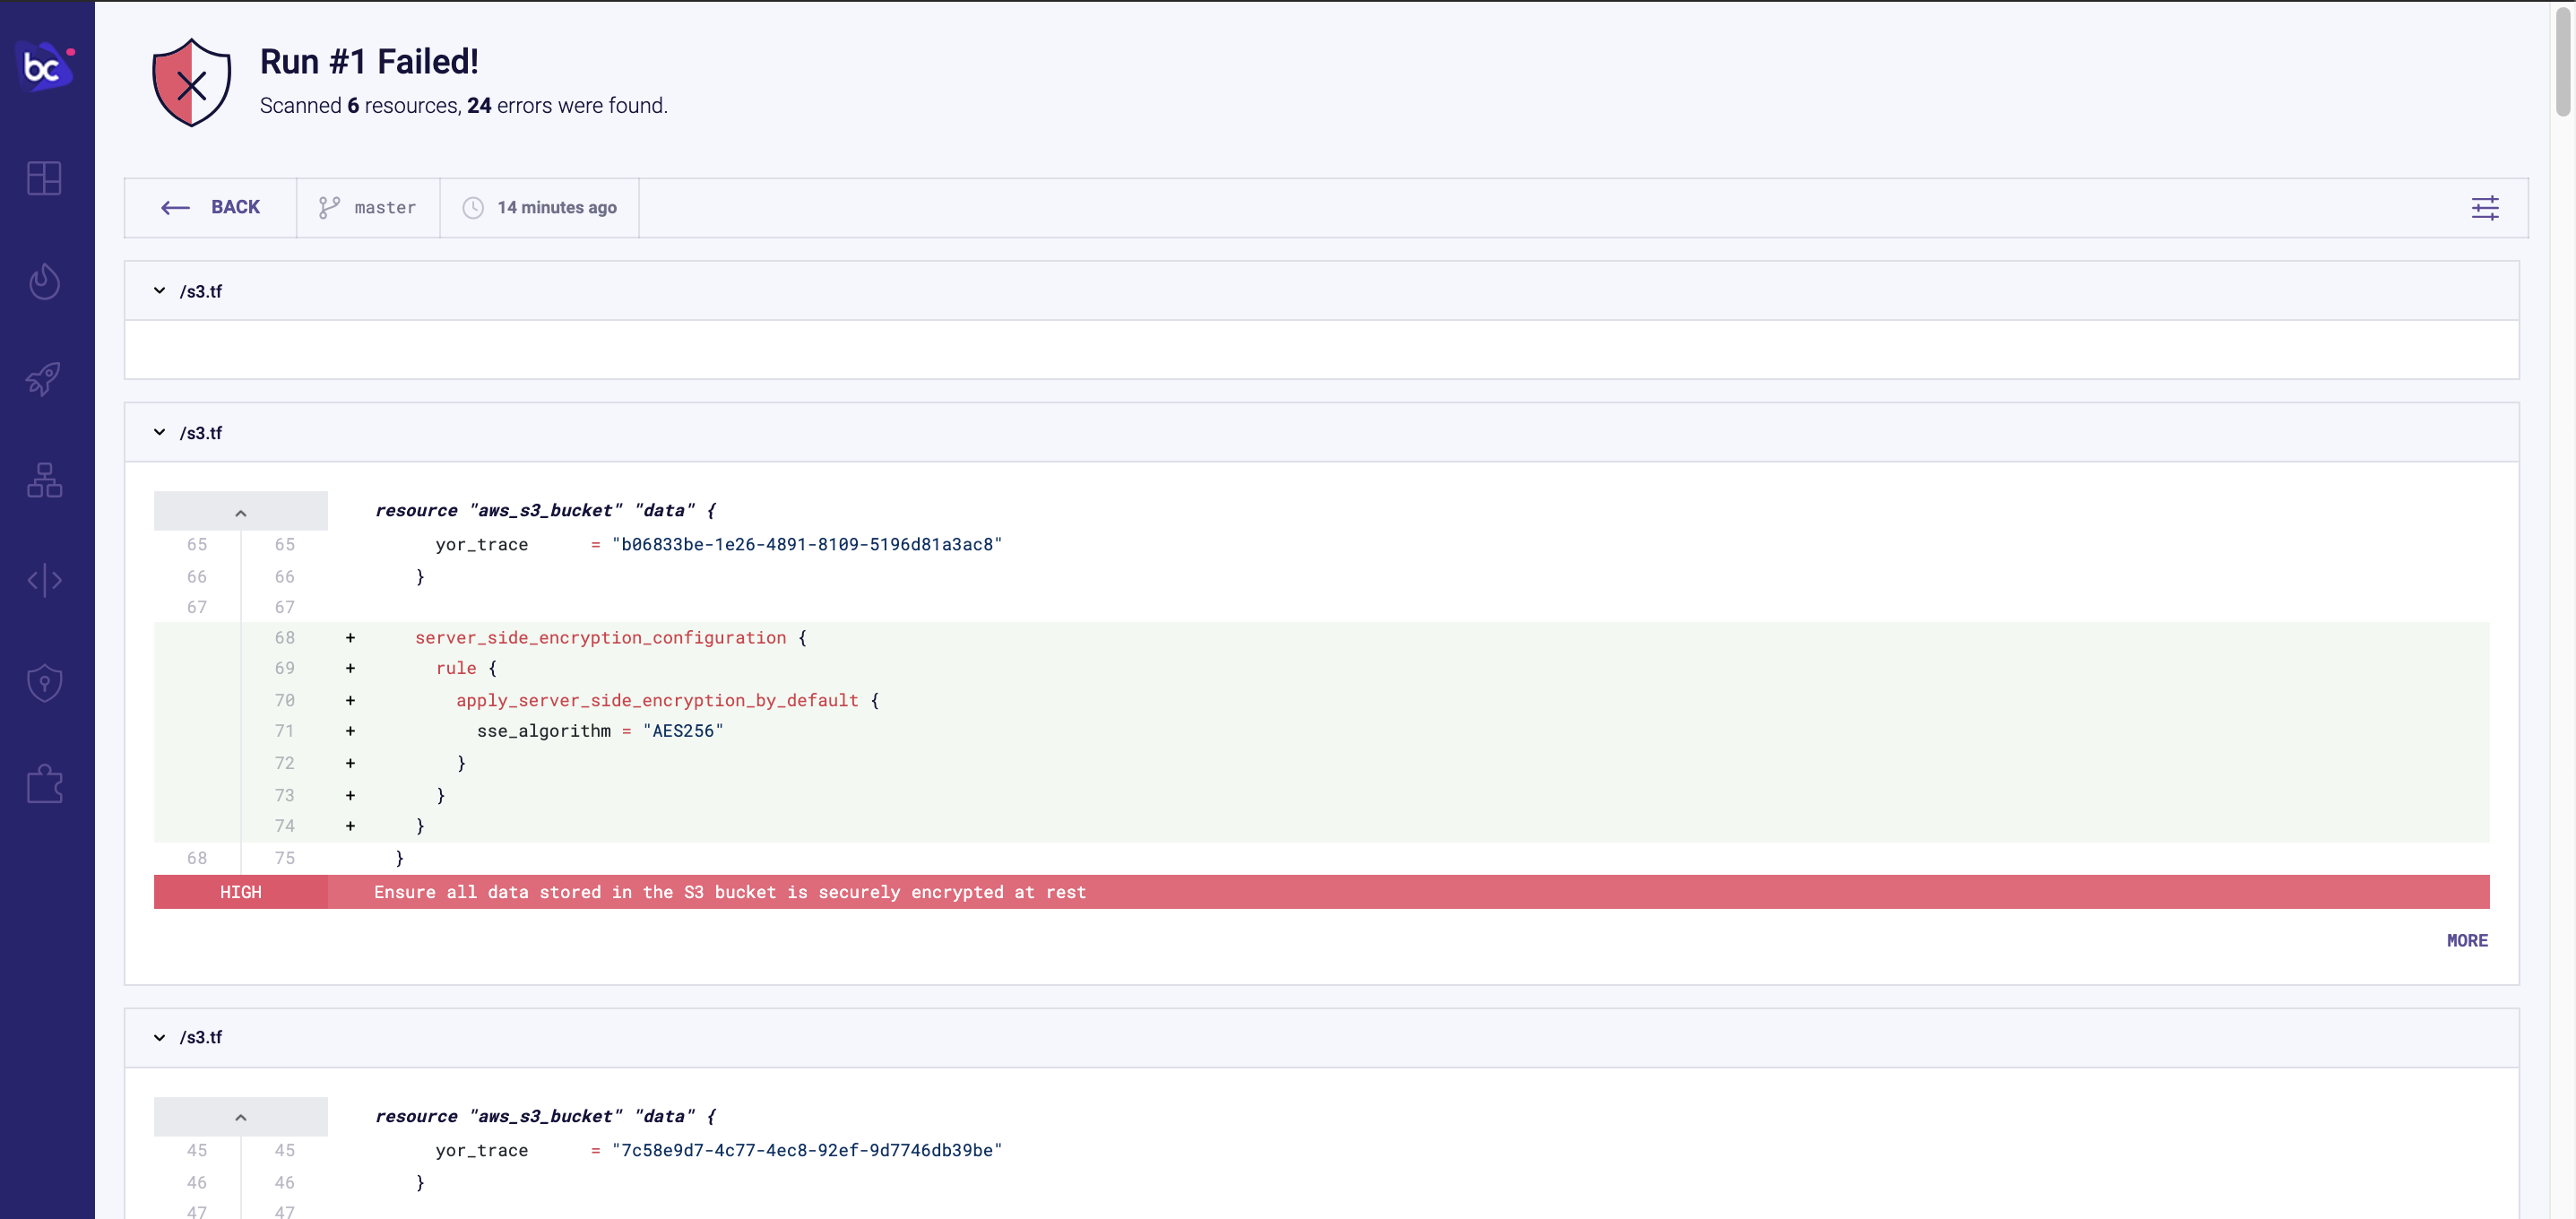 bc
Run #1 Failed!
Scanned 6 resources, 24 errors were found.
BACK
master
14 minutes ago
/s3.tf
/s3.tf
resource "aws_s3_bucket" "data" {
65 65 yor_trace = "b06833be-1e26-4891-8109-5196d81a3ac8"
66 66 }
67 67
68 + server_side_encryption_configuration {
69 + rule {
70 + apply_server_side_encryption_by_default {
71 + sse_algorithm = "AES256"
72 + }
73 + }
74 + }
68 75 }
HIGH Ensure all data stored in the S3 bucket is securely encrypted at rest
MORE
/s3.tf
resource "aws_s3_bucket" "data" {
45 45 yor_trace = "7c58e9d7-4c77-4ec8-92ef-9d7746db39be"
46 46 }
47 47